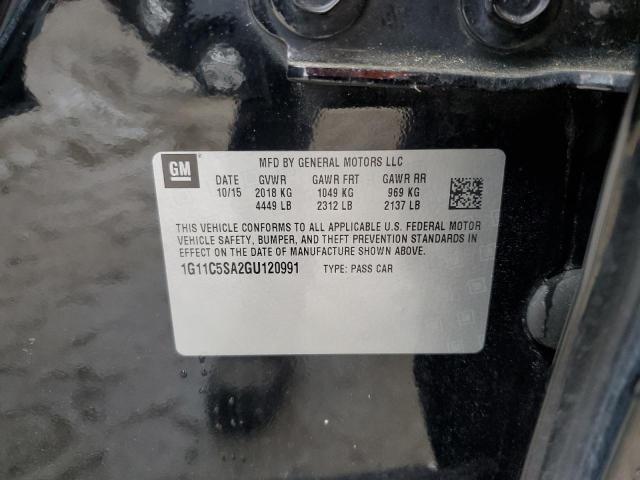 GM
MFD BY GENERAL MOTORS LLC
DATE GVWR GAWR FRT GAWR RR
10/15 2018 KG 1049 KG 969 KG
4449 LB 2312 LB 2137 LB
THIS VEHICLE CONFORMS TO ALL APPLICABLE U.S. FEDERAL MOTOR
VEHICLE SAFETY, BUMPER, AND THEFT PREVENTION STANDARDS IN
EFFECT ON THE DATE OF MANUFACTURE SHOWN ABOVE.
1G11C5SA2GU120991 TYPE: PASS CAR